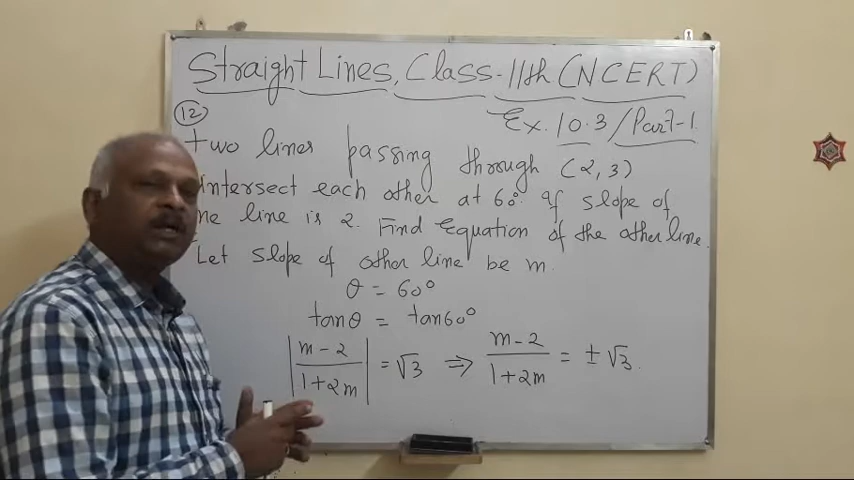 Straight Lines, Class-11th (NCERT)
Ex. 10.3/Part-1
12
two lines passing through (2, 3)
intersect each other at 60°. If slope of
ne line is 2. Find Equation of the other line.
Let slope of other line be m
θ = 60°
tanθ = tan60°
|m-2/1+2m| = √3 ⇒ m-2/1+2m = ± √3.